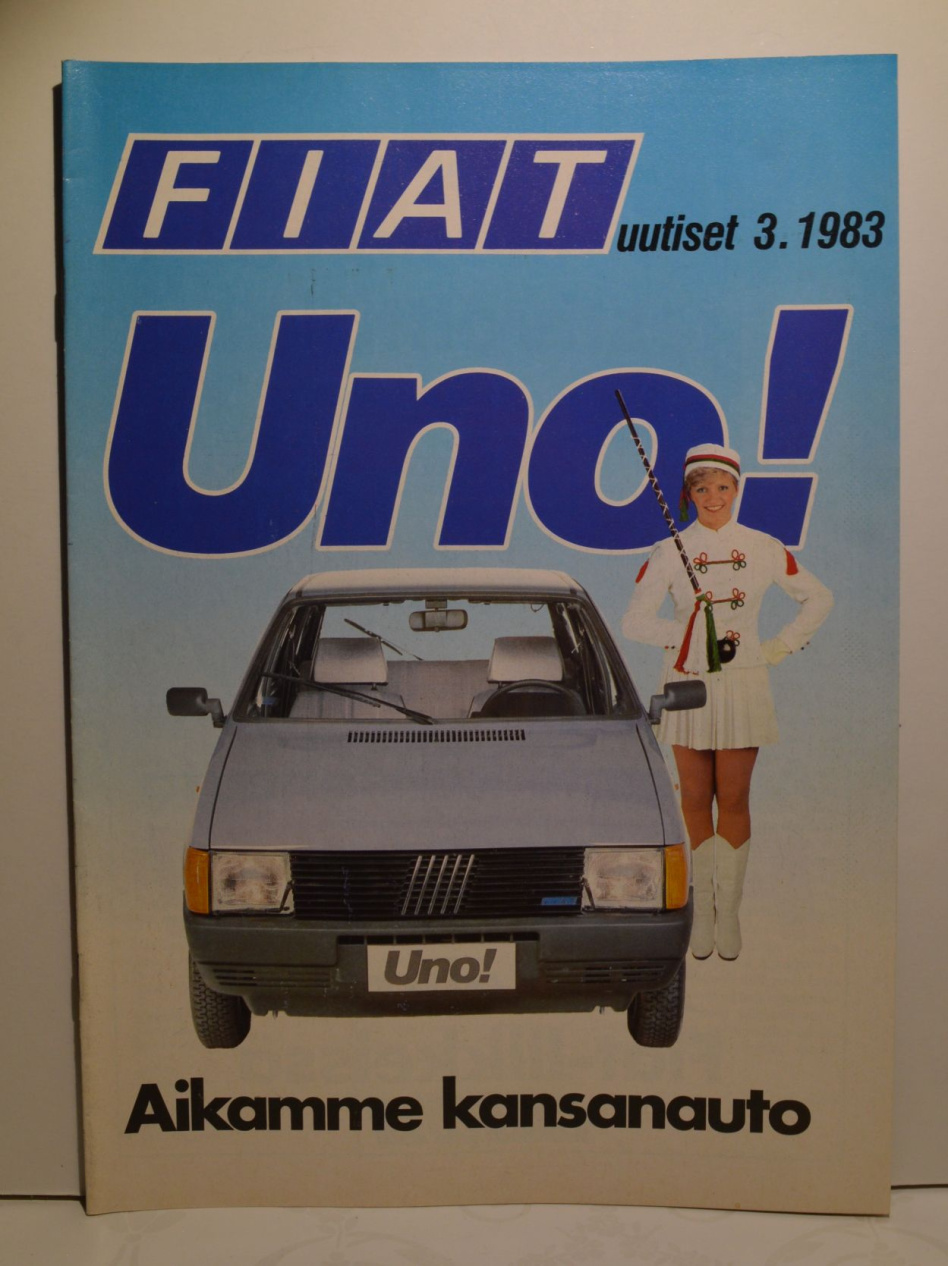 FIAT uutiset 3.1983
Uno!
Uno!
Aikamme kansanauto